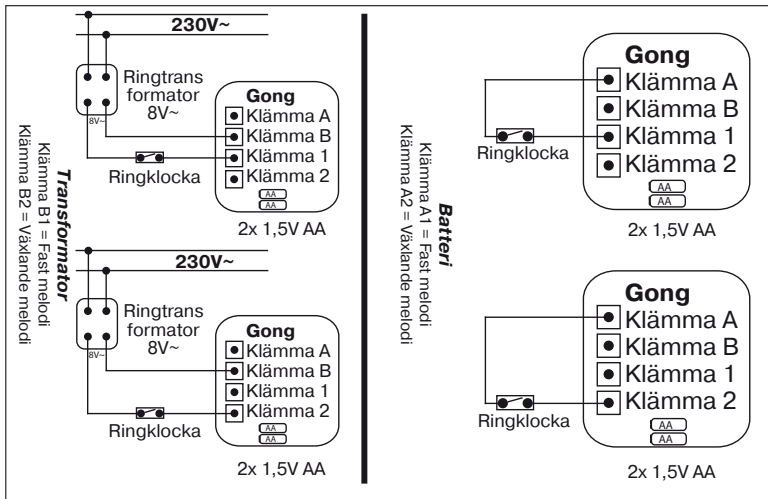 Transformator
Klämma B1 = Fast melodi
Klämma B2 = Växlande melodi
230V~
Ringtrans
formator
8V~
8V~
Gong
Klämma A
Klämma B
Klämma 1
Klämma 2
Ringklocka
AA
AA
2x 1,5V AA
230V~
Ringtrans
formator
8V~
8V~
Gong
Klämma A
Klämma B
Klämma 1
Klämma 2
Ringklocka
AA
AA
2x 1,5V AA
Batteri
Klämma A1 = Fast melodi
Klämma A2 = Växlande melodi
Gong
Klämma A
Klämma B
Klämma 1
Klämma 2
Ringklocka
AA
AA
2x 1,5V AA
Gong
Klämma A
Klämma B
Klämma 1
Klämma 2
Ringklocka
AA
AA
2x 1,5V AA